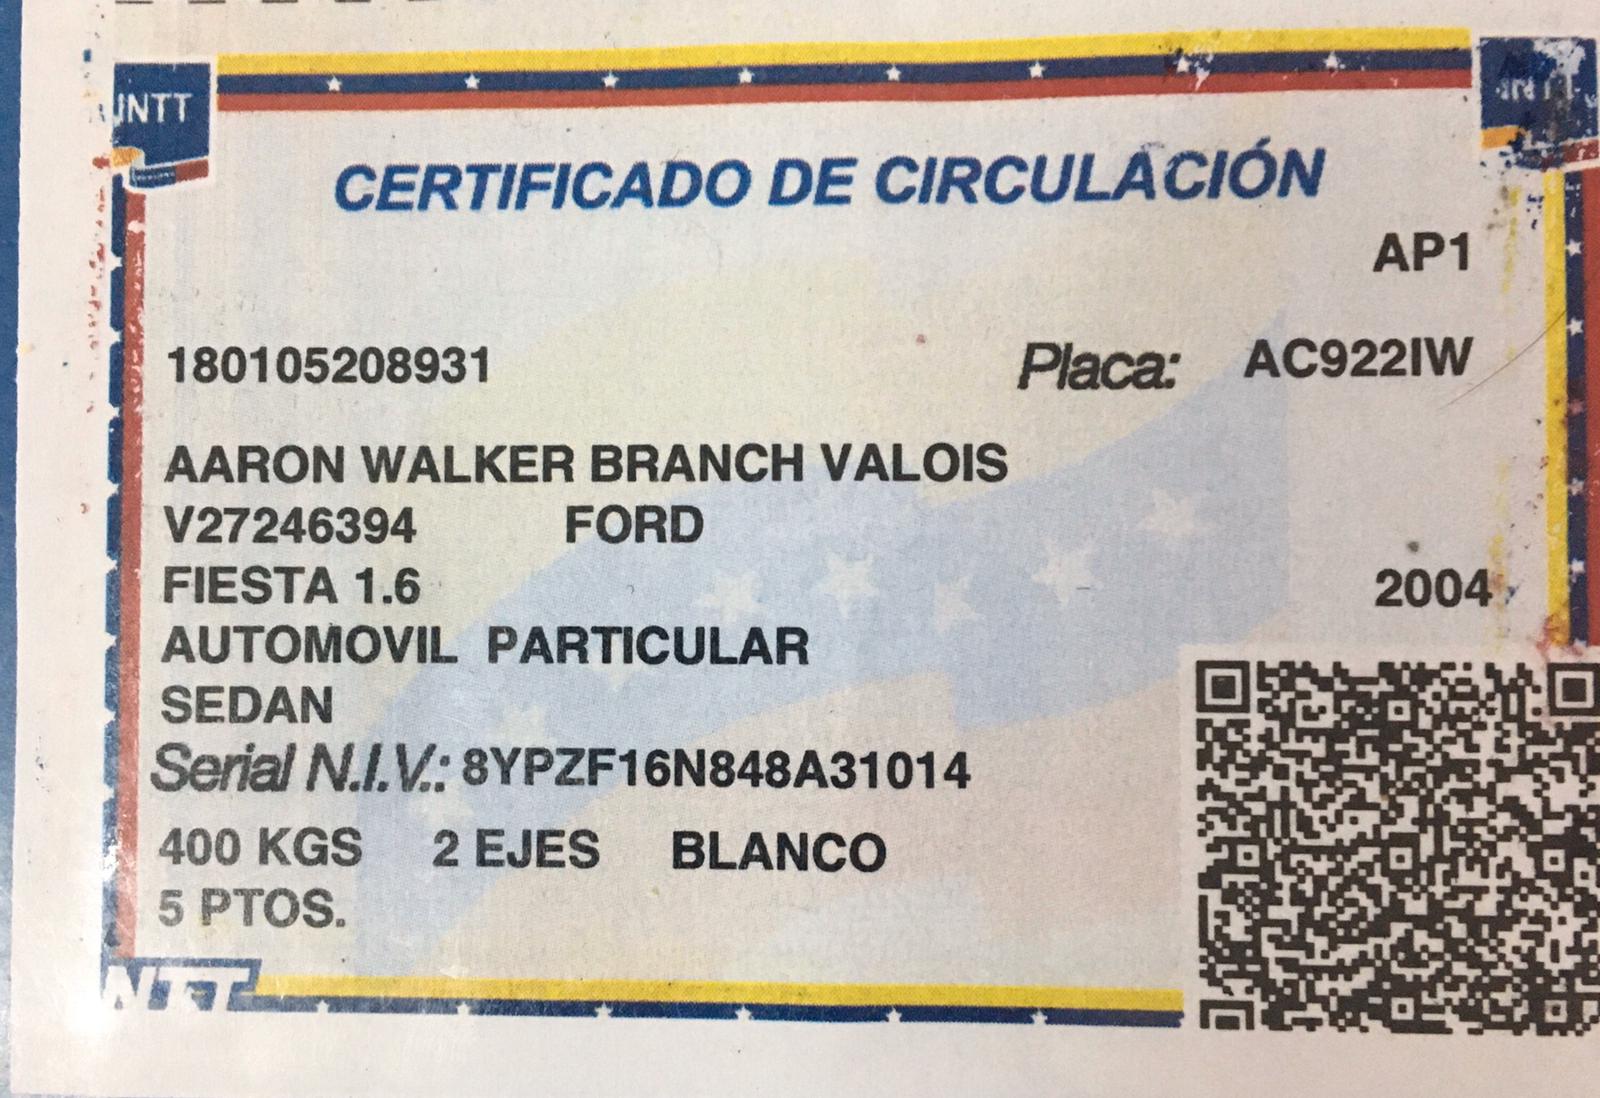 INTT
CERTIFICADO DE CIRCULACIÓN
AP1
180105208931 Placa: AC922IW
AARON WALKER BRANCH VALOIS
V27246394 FORD
FIESTA 1.6 2004
AUTOMOVIL PARTICULAR
SEDAN
Serial N.I.V.: 8YPZF16N848A31014
400 KGS 2 EJES BLANCO
5 PTOS.
NTT